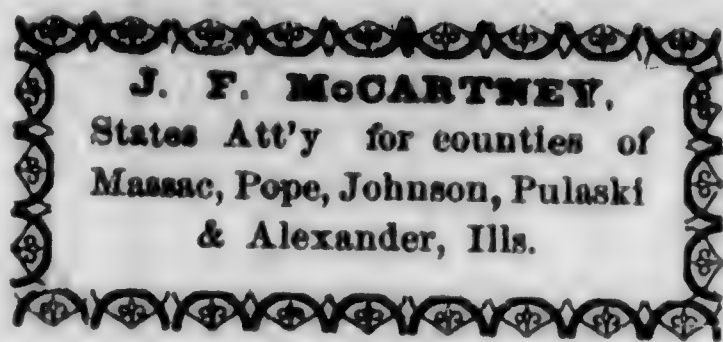 J. F. McCARTNEY,
States Att'y for counties of
Massac, Pope, Johnson, Pulaski
& Alexander, Ills.